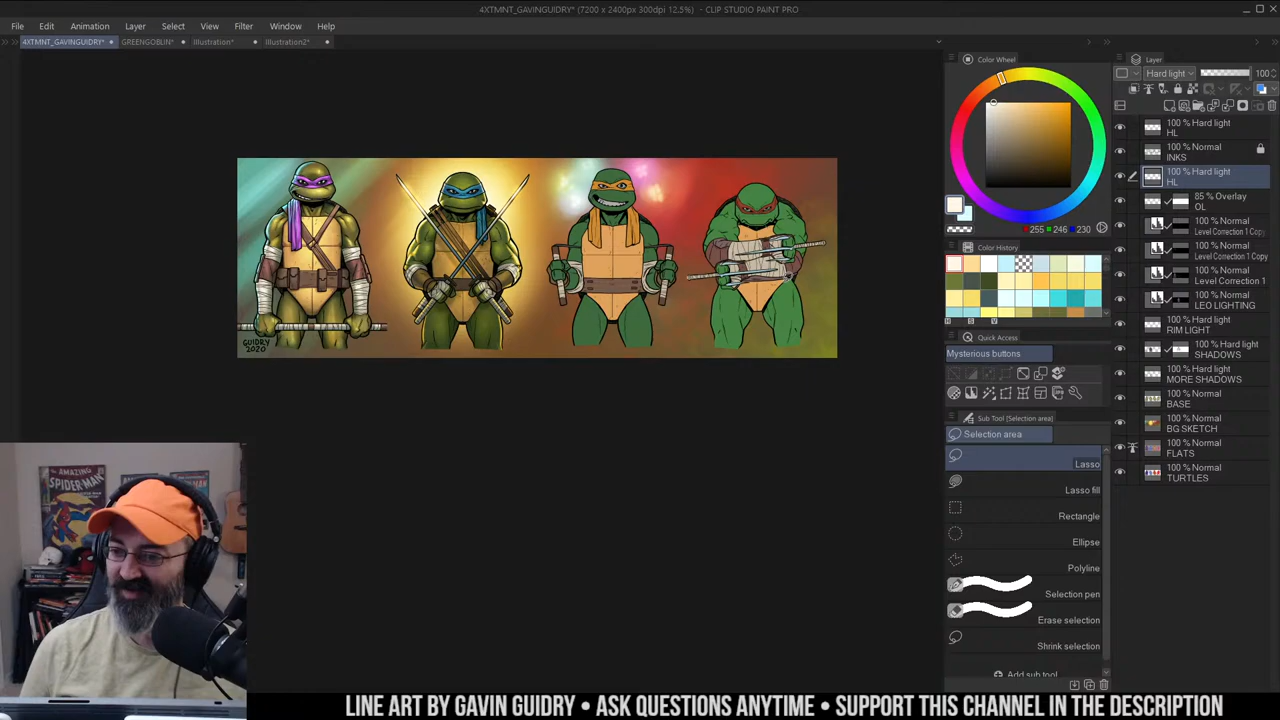 4XTMNT_GAVINGUIDRY* (7200 x 2400px 300dpi 12.5%) - CLIP STUDIO PAINT PRO
File Edit Animation Layer Select View Filter Window Help
4XTMNT_GAVINGUIDRY* GREENGOBLIN* Illustration* Illustration2*
Color Wheel
255 246 230
Color History
H S V
Quick Access
Mysterious buttons
Sub Tool [Selection area]
Selection area
Lasso
Lasso fill
Rectangle
Ellipse
Polyline
Selection pen
Erase selection
Shrink selection
Add sub tool
Layer
Hard light 100
100 % Hard light
HL
100 % Normal
INKS
100 % Hard light
HL
85 % Overlay
OL
100 % Normal
Level Correction 1 Copy
100 % Normal
Level Correction 1 Copy
100 % Normal
Level Correction 1
100 % Normal
LEO LIGHTING
100 % Normal
RIM LIGHT
100 % Hard light
SHADOWS
100 % Hard light
MORE SHADOWS
100 % Normal
BASE
100 % Normal
BG SKETCH
100 % Normal
FLATS
100 % Normal
TURTLES
GUIDRY
2020
THE AMAZING
SPIDER-MAN
LINE ART BY GAVIN GUIDRY • ASK QUESTIONS ANYTIME • SUPPORT THIS CHANNEL IN THE DESCRIPTION